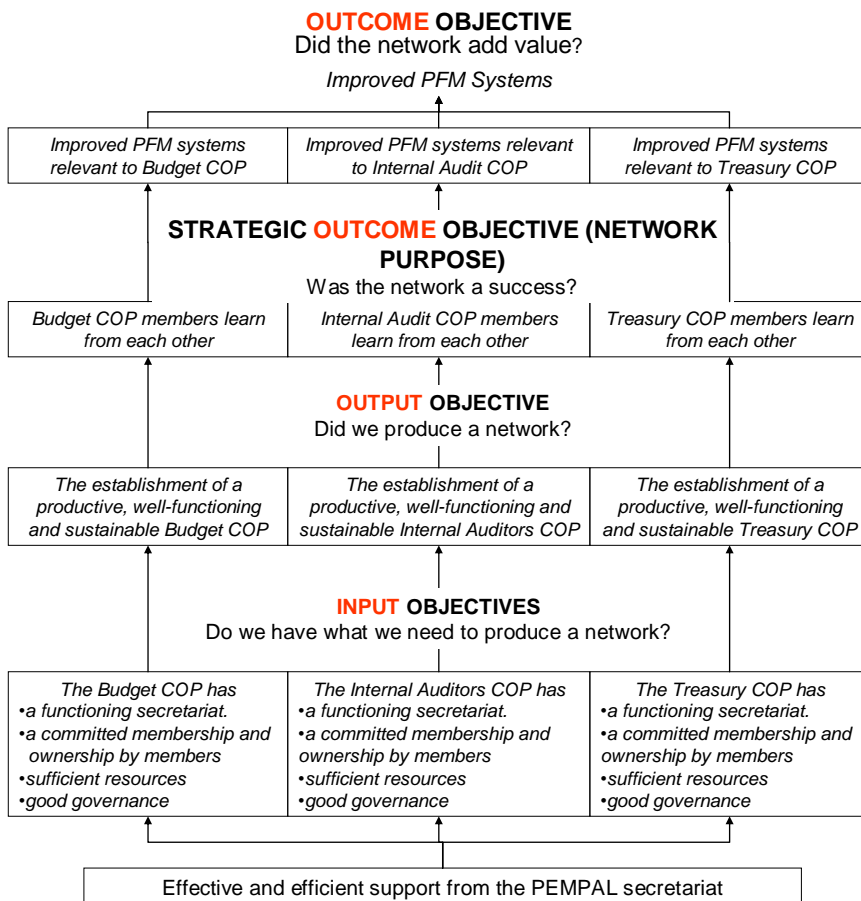 OUTCOME OBJECTIVE
Did the network add value?
Improved PFM Systems
Improved PFM systems
relevant to Budget COP
Improved PFM systems relevant
to Internal Audit COP
Improved PFM systems
relevant to Treasury COP
STRATEGIC OUTCOME OBJECTIVE (NETWORK
PURPOSE)
Was the network a success?
Budget COP members learn
from each other
Internal Audit COP members
learn from each other
Treasury COP members learn
from each other
OUTPUT OBJECTIVE
Did we produce a network?
The establishment of a
productive, well-functioning
and sustainable Budget COP
The establishment of a
productive, well-functioning and
sustainable Internal Auditors COP
The establishment of a
productive, well-functioning
and sustainable Treasury COP
INPUT OBJECTIVES
Do we have what we need to produce a network?
The Budget COP has
•a functioning secretariat.
•a committed membership and
ownership by members
•sufficient resources
•good governance
The Internal Auditors COP has
•a functioning secretariat.
•a committed membership and
ownership by members
•sufficient resources
•good governance
The Treasury COP has
•a functioning secretariat.
•a committed membership and
ownership by members
•sufficient resources
•good governance
Effective and efficient support from the PEMPAL secretariat